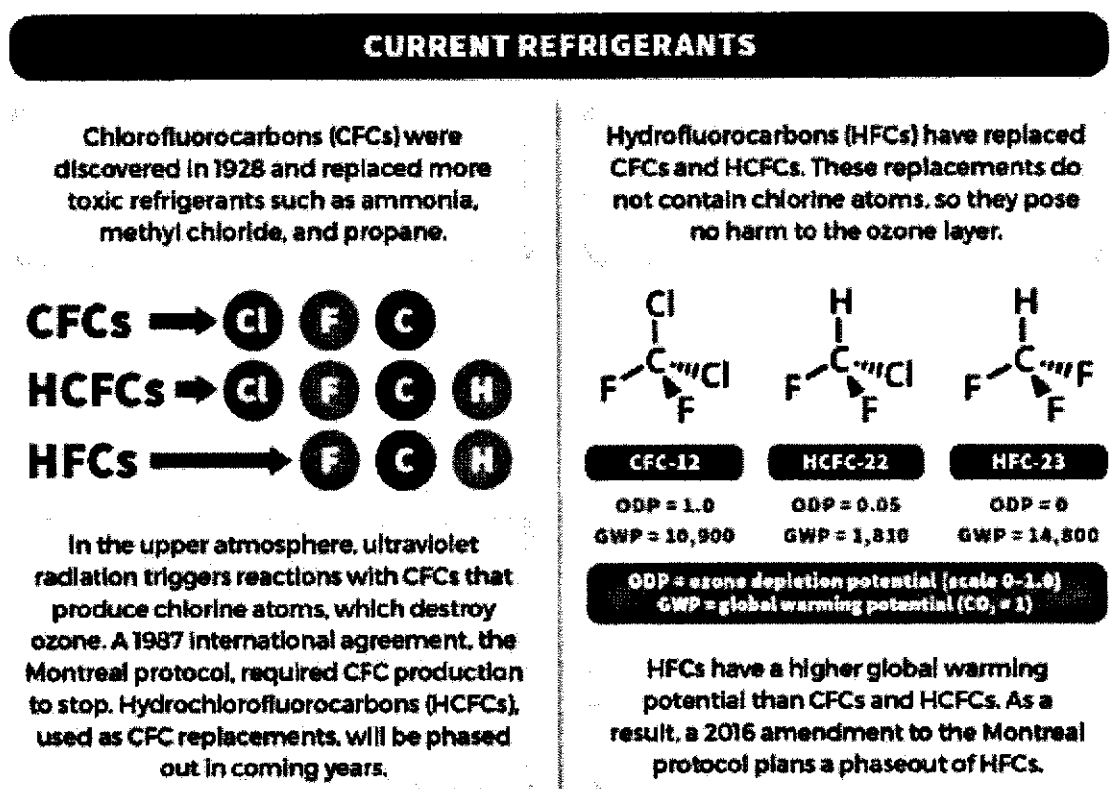 CURRENT REFRIGERANTS
Chlorofluorocarbons (CFCs) were
discovered in 1928 and replaced more
toxic refrigerants such as ammonia,
methyl chloride, and propane.
CFCs Cl F C
HCFCs Cl F C H
HFCs F C H
In the upper atmosphere, ultraviolet
radiation triggers reactions with CFCs that
produce chlorine atoms, which destroy
ozone. A 1987 international agreement, the
Montreal protocol, required CFC production
to stop. Hydrochlorofluorocarbons (HCFCs),
used as CFC replacements, will be phased
out in coming years.
Hydrofluorocarbons (HFCs) have replaced
CFCs and HCFCs. These replacements do
not contain chlorine atoms, so they pose
no harm to the ozone layer.
Cl H H
C C C
F Cl F Cl F F
F F F
CFC-12 HCFC-22 HFC-23
ODP = 1.0 ODP = 0.05 ODP = 0
GWP = 10,900 GWP = 1,810 GWP = 14,800
ODP = ozone depletion potential (scale 0–1.0)
GWP = global warming potential (CO₂ = 1)
HFCs have a higher global warming
potential than CFCs and HCFCs. As a
result, a 2016 amendment to the Montreal
protocol plans a phaseout of HFCs.